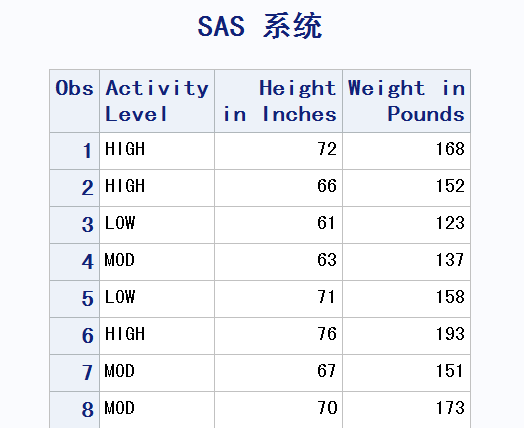 SAS 系统
Obs Activity Level Height in Inches Weight in Pounds
1 HIGH 72 168
2 HIGH 66 152
3 LOW 61 123
4 MOD 63 137
5 LOW 71 158
6 HIGH 76 193
7 MOD 67 151
8 MOD 70 173